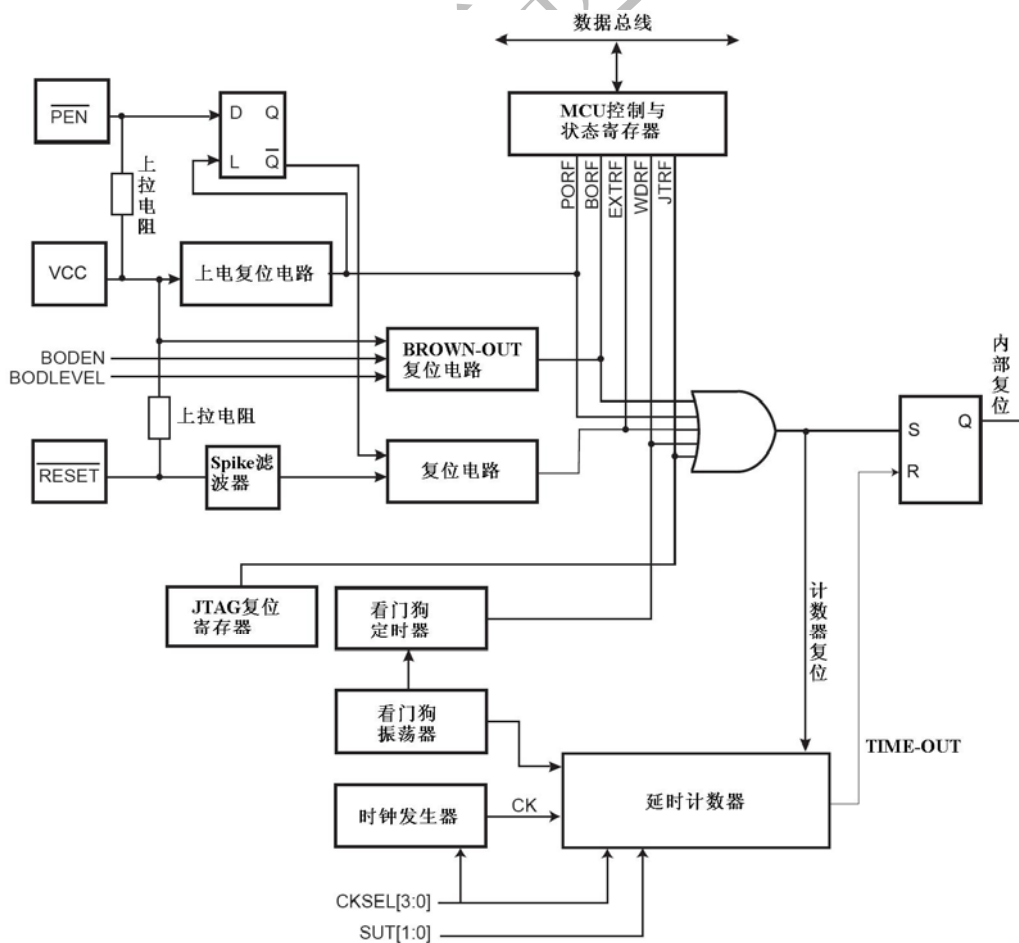 数据总线
MCU控制与
状态寄存器
PEN
D
Q
L
Q
上拉电阻
PORF
BORF
EXTRF
WDRF
JTRF
VCC
上电复位电路
BODEN
BODLEVEL
BROWN-OUT
复位电路
内部复位
上拉电阻
S
Q
R
RESET
Spike滤
波器
复位电路
JTAG复位
寄存器
看门狗
定时器
计数器复位
看门狗
振荡器
TIME-OUT
时钟发生器
CK
延时计数器
CKSEL[3:0]
SUT[1:0]